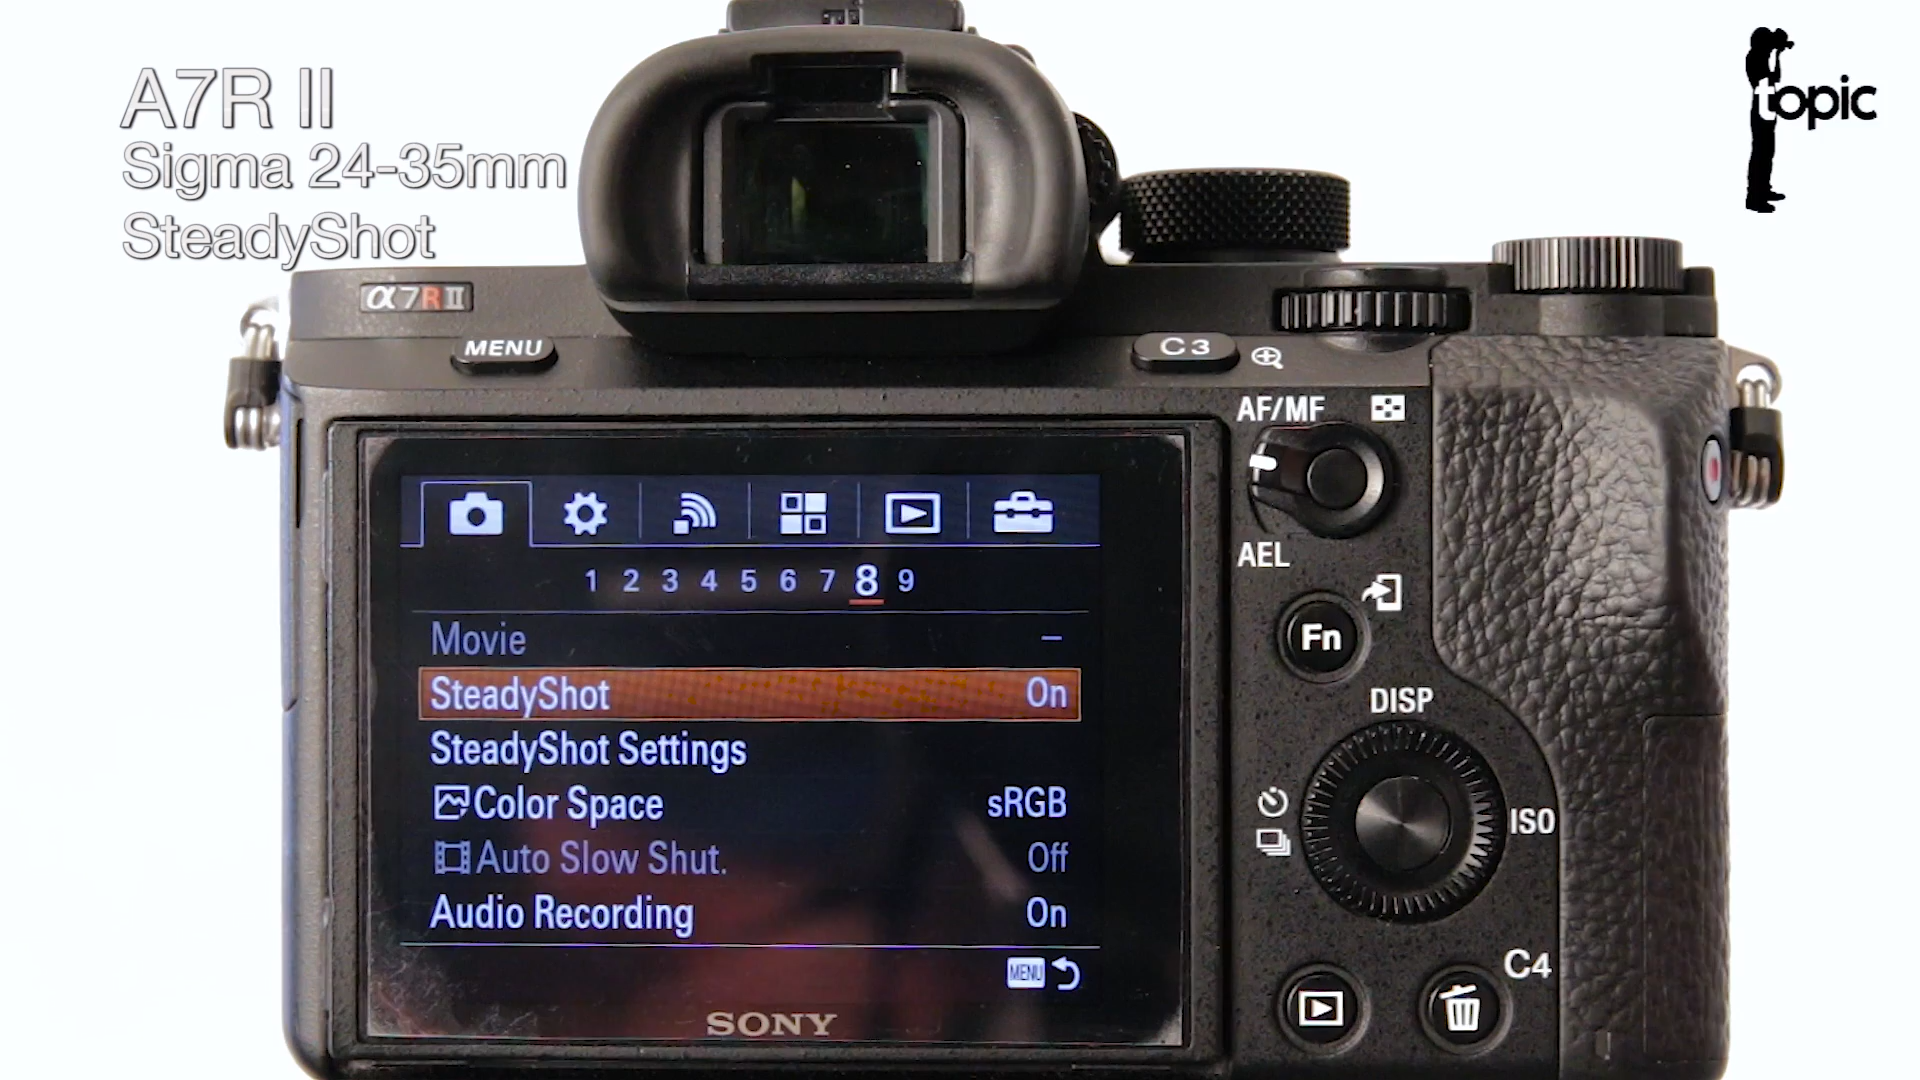 A7R II
Sigma 24-35mm
SteadyShot
topic
α7RII
MENU
C3
AF/MF
AEL
1 2 3 4 5 6 7 8 9
Movie –
SteadyShot On
SteadyShot Settings
Color Space sRGB
Auto Slow Shut. Off
Audio Recording On
MENU
SONY
Fn
DISP
ISO
C4